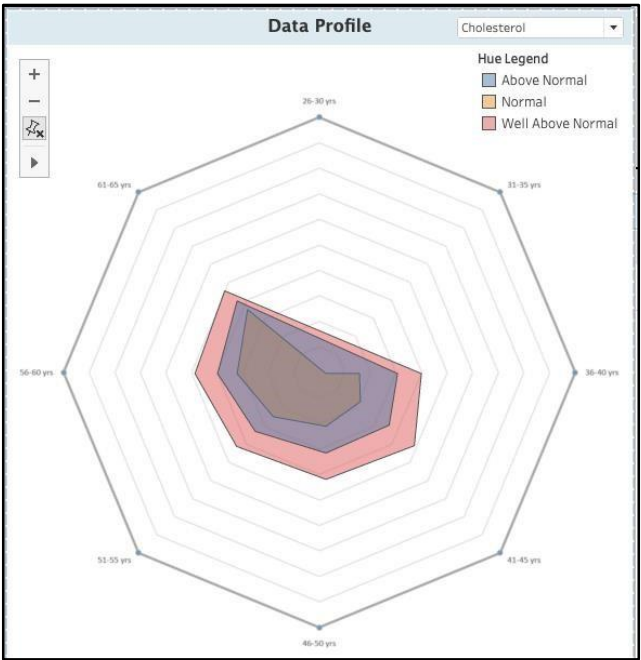 Data Profile
Cholesterol
Hue Legend
Above Normal
Normal
Well Above Normal
26-30 yrs
61-65 yrs
31-35 yrs
56-60 yrs
36-40 yrs
51-55 yrs
41-45 yrs
46-50 yrs